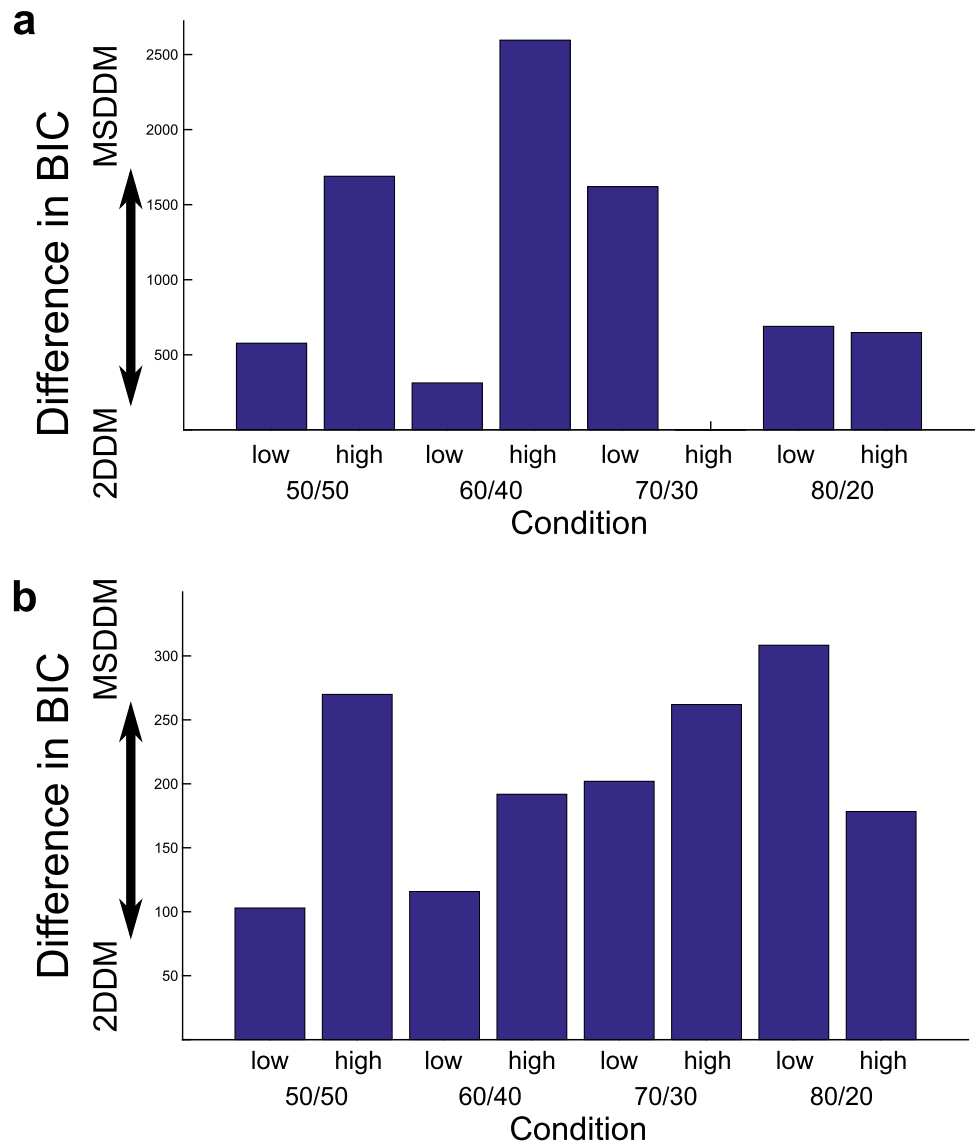 a
Difference in BIC
MSDDM
2DDM
2500
2000
1500
1000
500
low high low high low high low high
50/50 60/40 70/30 80/20
Condition
b
Difference in BIC
MSDDM
2DDM
300
250
200
150
100
50
low high low high low high low high
50/50 60/40 70/30 80/20
Condition